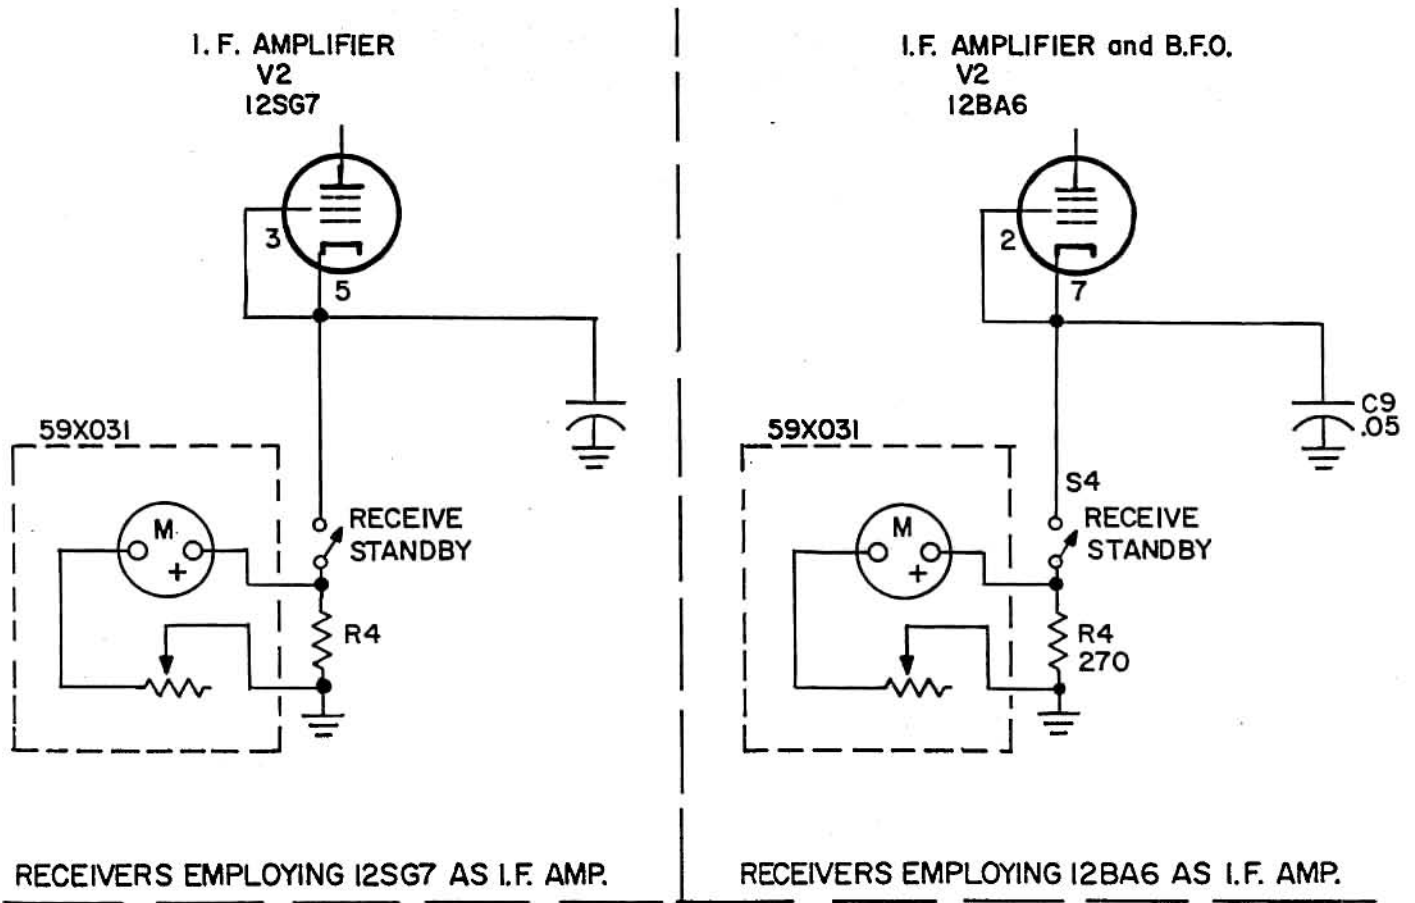 I. F. AMPLIFIER
V2
12SG7
3
5
59X031
M
+
RECEIVE
STANDBY
R4
RECEIVERS EMPLOYING 12SG7 AS I.F. AMP.
I.F. AMPLIFIER and B.F.O.
V2
12BA6
2
7
C9
.05
59X031
S4
M
+
RECEIVE
STANDBY
R4
270
RECEIVERS EMPLOYING 12BA6 AS I.F. AMP.